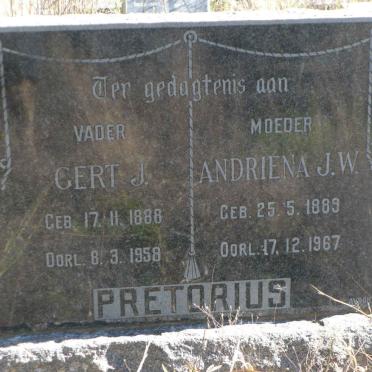 Ter gedagtenis aan
VADER
GERT J.
GEB. 17. 11. 1888
OORL. 8. 3. 1958
MOEDER
ANDRIENA J. W.
GEB. 25. 5. 1889
OORL. 17. 12. 1967
PRETORIUS